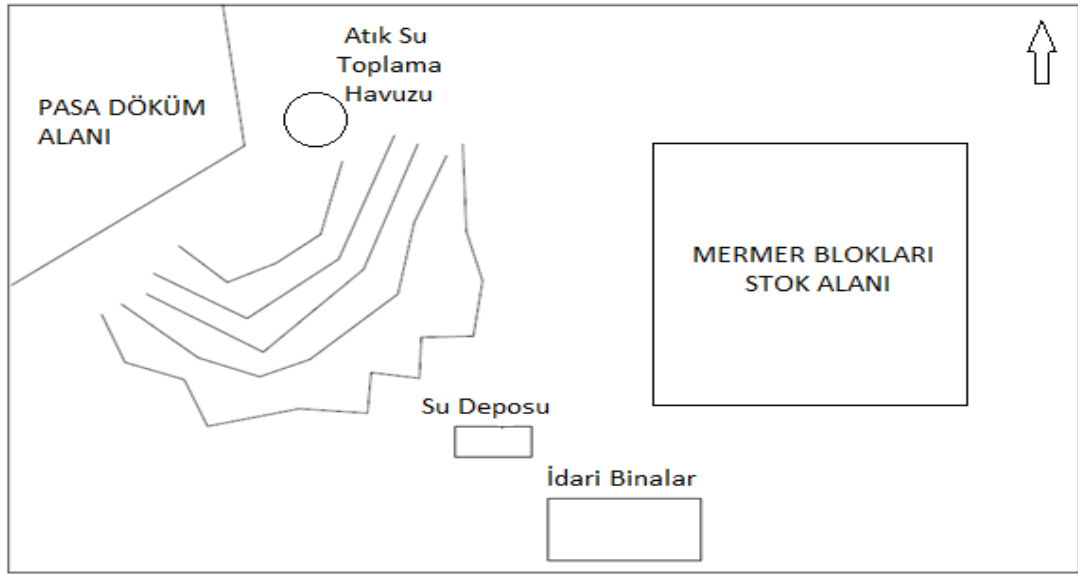 Atık Su
Toplama
Havuzu
PASA DÖKÜM
ALANI
MERMER BLOKLARI
STOK ALANI
Su Deposu
İdari Binalar